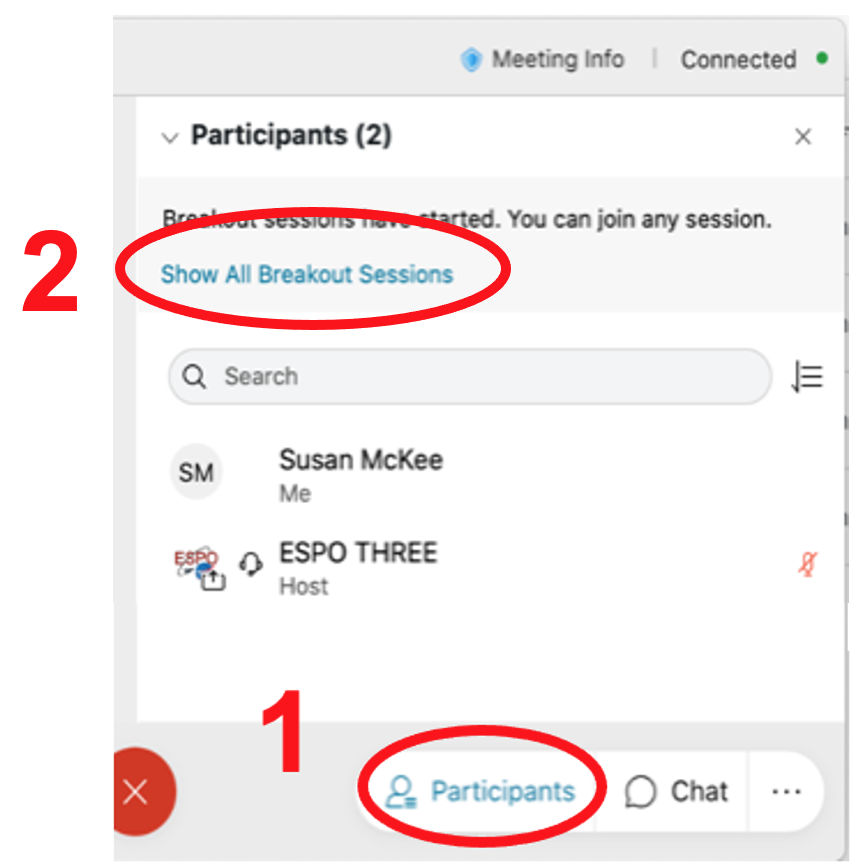 Meeting Info | Connected
Participants (2)
Breakout sessions have started. You can join any session.
2
Show All Breakout Sessions
Search
SM
Susan McKee
Me
ESPO
ESPO THREE
Host
1
Participants
Chat